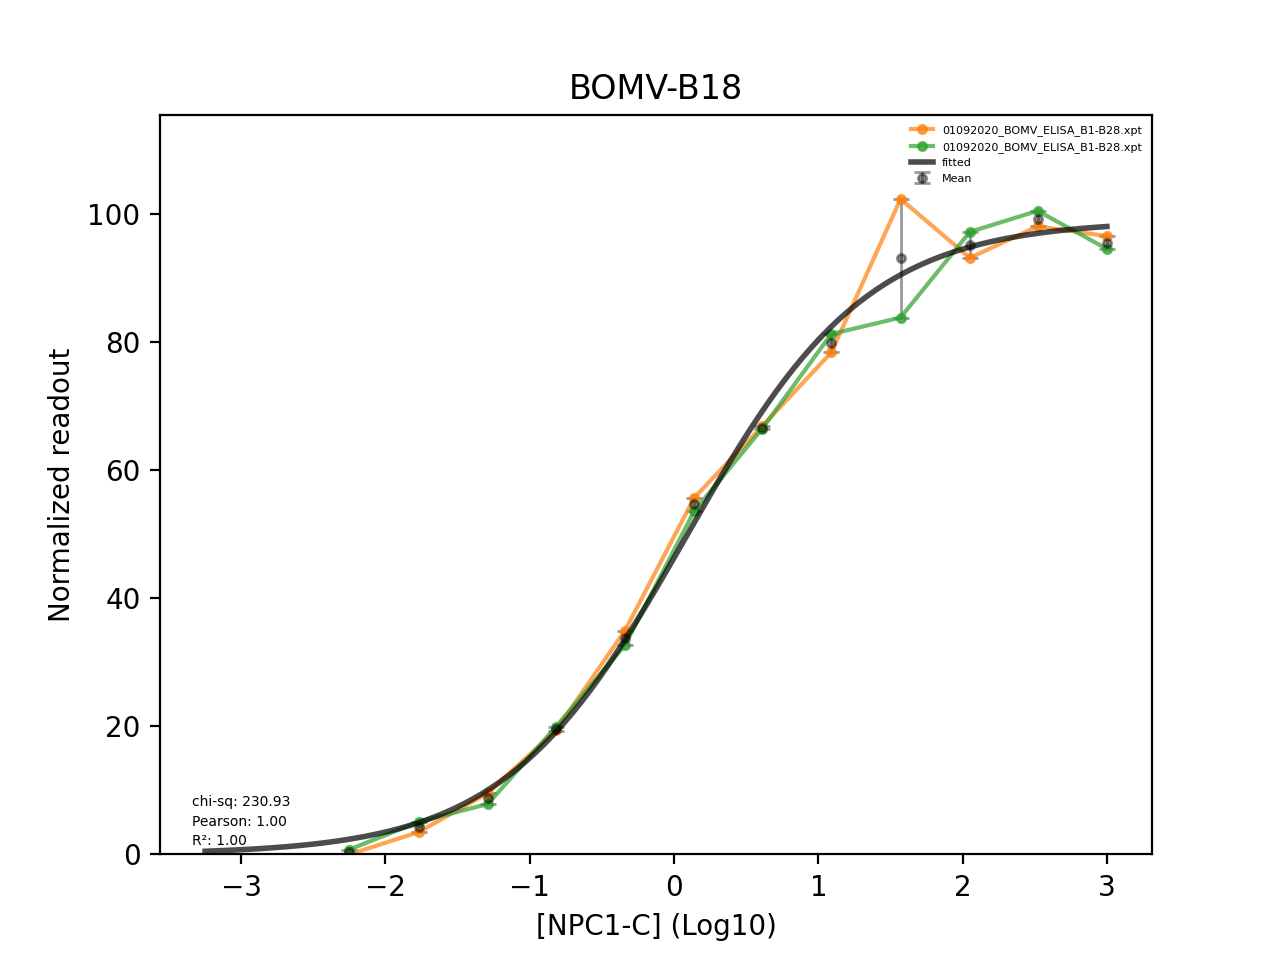 BOMV-B18
01092020_BOMV_ELISA_B1-B28.xpt
01092020_BOMV_ELISA_B1-B28.xpt
fitted
Mean
100
80
60
40
20
0
Normalized readout
chi-sq: 230.93
Pearson: 1.00
R²: 1.00
−3 −2 −1 0 1 2 3
[NPC1-C] (Log10)